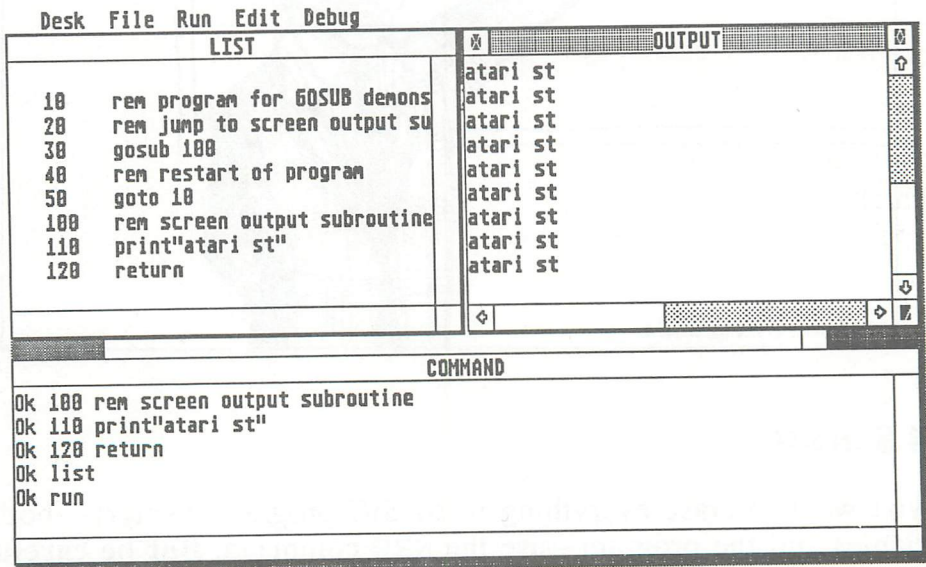 Desk File Run Edit Debug
LIST
10 rem program for GOSUB demons
20 rem jump to screen output su
30 gosub 100
40 rem restart of program
50 goto 10
100 rem screen output subroutine
110 print"atari st"
120 return
OUTPUT
atari st
atari st
atari st
atari st
atari st
atari st
atari st
atari st
atari st
COMMAND
Ok 100 rem screen output subroutine
Ok 110 print"atari st"
Ok 120 return
Ok list
Ok run